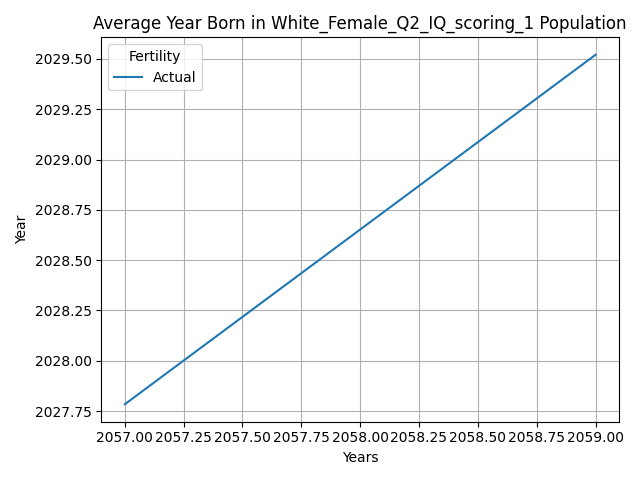 Average Year Born in White_Female_Q2_IQ_scoring_1 Population
Fertility
Actual
2029.50
2029.25
2029.00
2028.75
2028.50
2028.25
2028.00
2027.75
Year
2057.00 2057.25 2057.50 2057.75 2058.00 2058.25 2058.50 2058.75 2059.00
Years